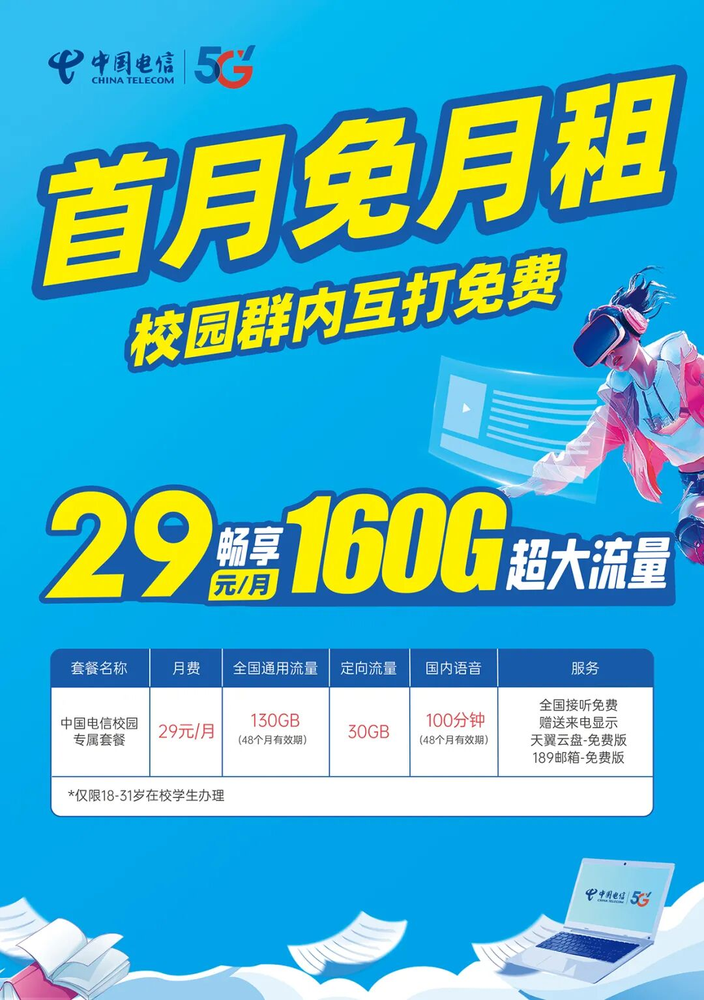 中国电信
CHINA TELECOM
5G
首月免月租
校园群内互打免费
29元/月 畅享 160G 超大流量
套餐名称 月费 全国通用流量 定向流量 国内语音 服务
中国电信校园
专属套餐
29元/月
130GB
(48个月有效期)
30GB
100分钟
(48个月有效期)
全国接听免费
赠送来电显示
天翼云盘-免费版
189邮箱-免费版
*仅限18-31岁在校学生办理
中国电信
CHINA TELECOM
5G